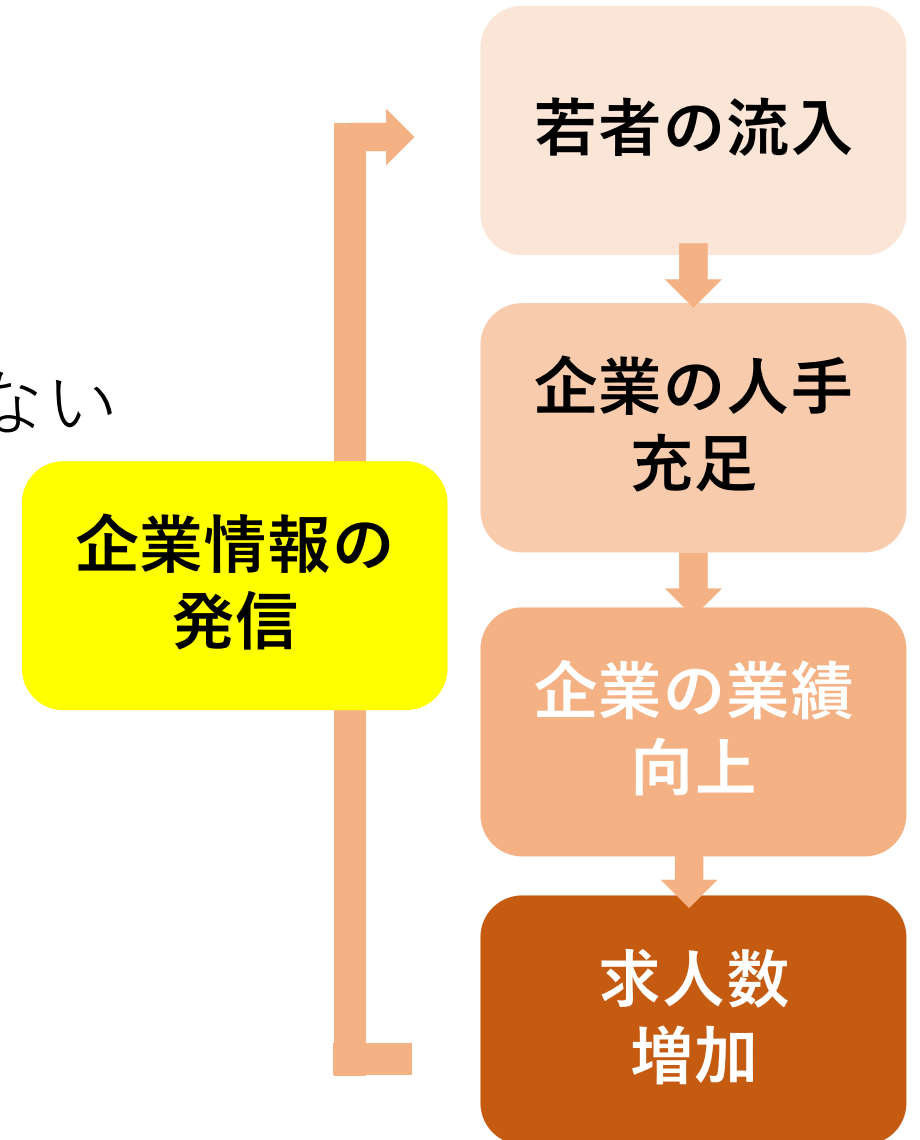 若者の流入
企業の人手
充足
ない
企業情報の
発信
企業の業績
向上
求人数
増加